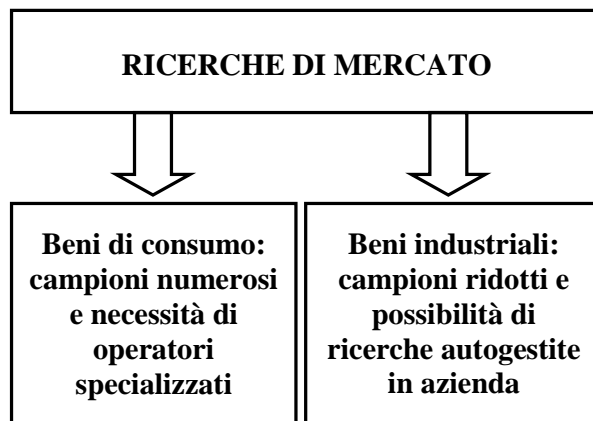 RICERCHE DI MERCATO
Beni di consumo:
campioni numerosi
e necessità di
operatori
specializzati
Beni industriali:
campioni ridotti e
possibilità di
ricerche autogestite
in azienda